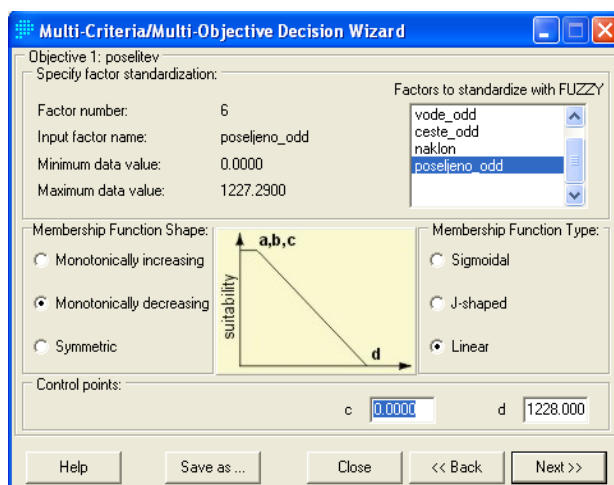 Multi-Criteria/Multi-Objective Decision Wizard
Objective 1: poselitev
Specify factor standardization:
Factors to standardize with FUZZY
Factor number: 6
Input factor name: poseljeno_odd
Minimum data value: 0.0000
Maximum data value: 1227.2900
vode_odd
ceste_odd
naklon
poseljeno_odd
Membership Function Shape:
Monotonically increasing
Monotonically decreasing
Symmetric
suitability
a,b,c
d
Membership Function Type:
Sigmoidal
J-shaped
Linear
Control points:
c 0.0000 d 1228.000
Help Save as ... Close << Back Next >>